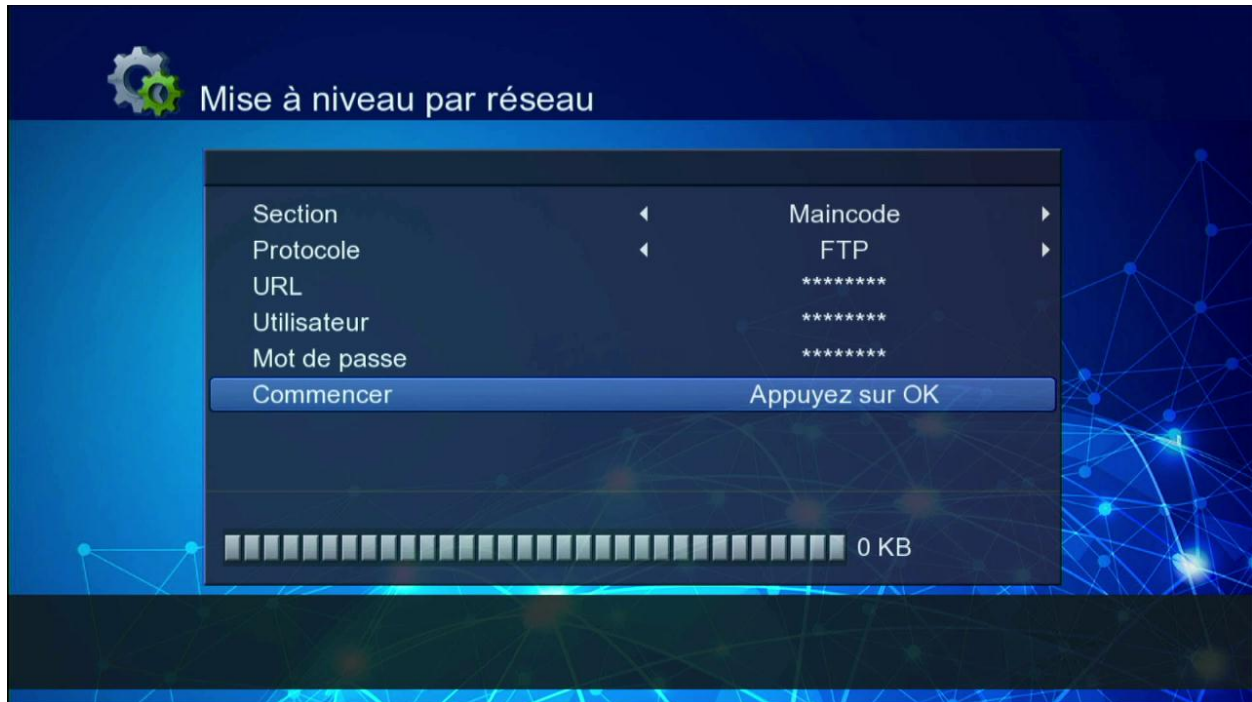 Mise à niveau par réseau
Section Maincode
Protocole FTP
URL ********
Utilisateur ********
Mot de passe ********
Commencer Appuyez sur OK
0 KB